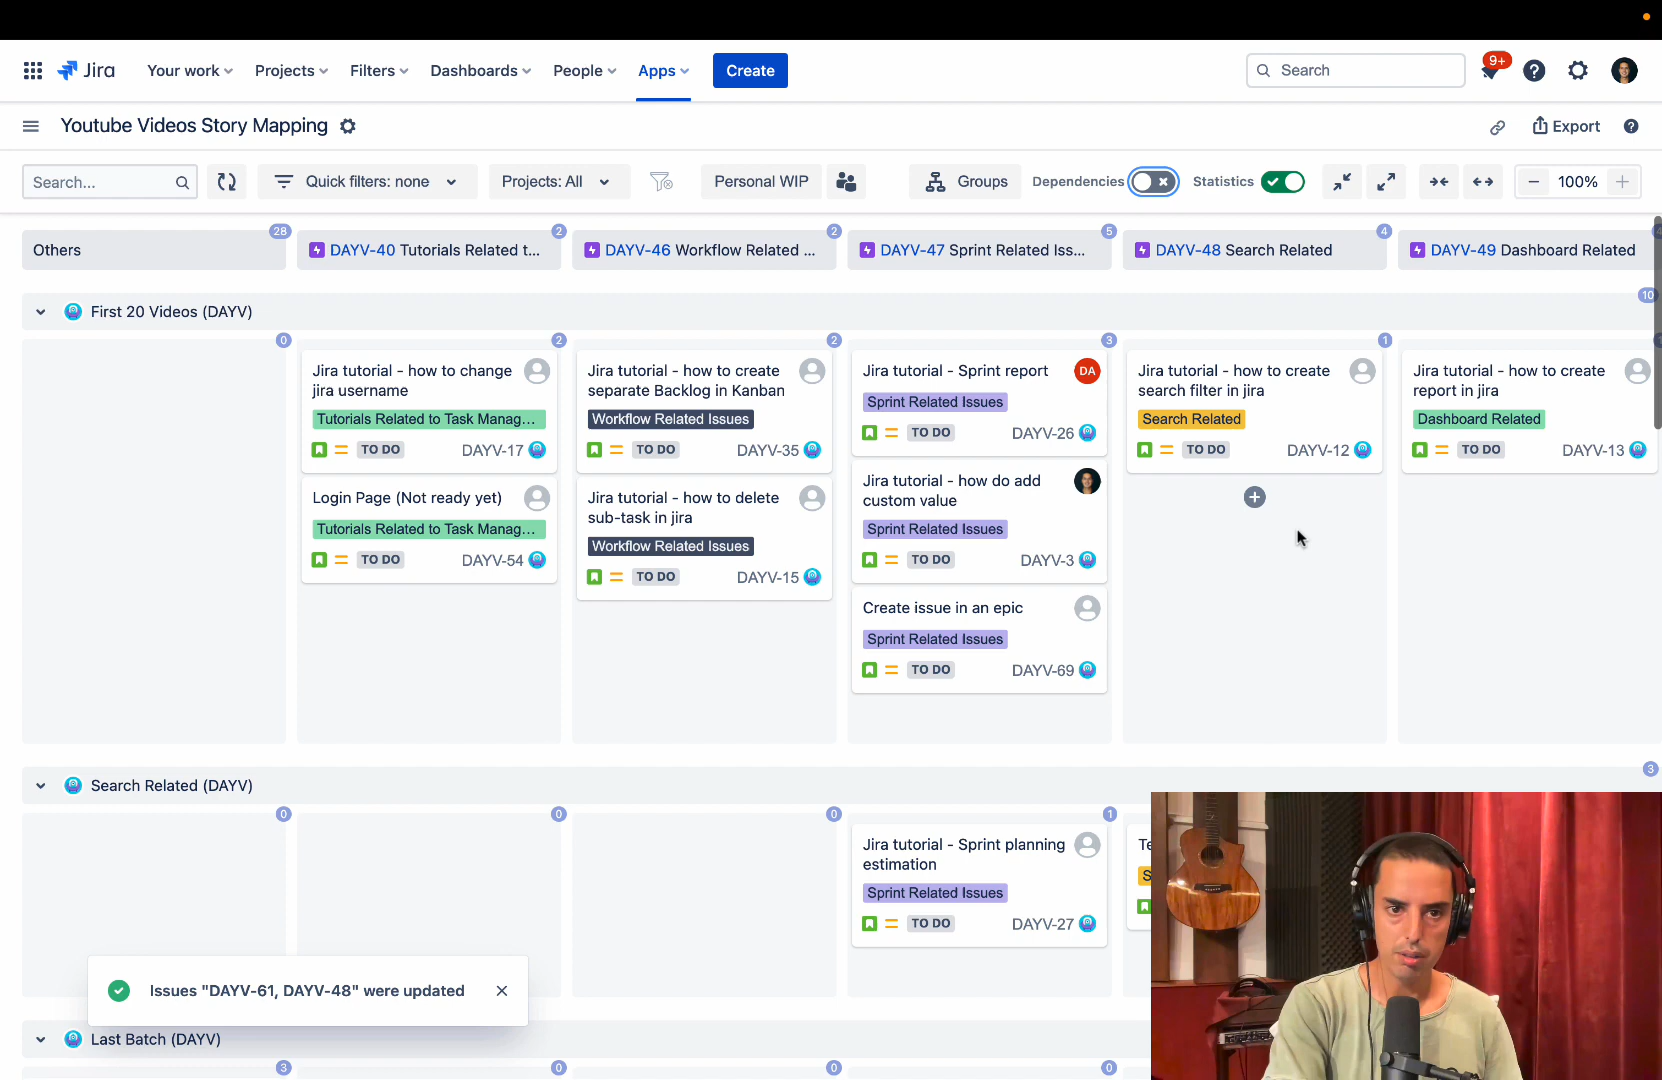 Jira
Your work
Projects
Filters
Dashboards
People
Apps
Create
Search
9+
Youtube Videos Story Mapping
Export
Search...
Quick filters: none
Projects: All
Personal WIP
Groups
Dependencies
Statistics
100%
28
2
2
5
4
Others
DAYV-40 Tutorials Related t...
DAYV-46 Workflow Related ...
DAYV-47 Sprint Related Iss...
DAYV-48 Search Related
DAYV-49 Dashboard Related
First 20 Videos (DAYV)
10
0
2
2
3
1
Jira tutorial - how to change
jira username
Tutorials Related to Task Manag...
TO DO
DAYV-17
Login Page (Not ready yet)
Tutorials Related to Task Manag...
TO DO
DAYV-54
Jira tutorial - how to create
separate Backlog in Kanban
Workflow Related Issues
TO DO
DAYV-35
Jira tutorial - how to delete
sub-task in jira
Workflow Related Issues
TO DO
DAYV-15
Jira tutorial - Sprint report
DA
Sprint Related Issues
TO DO
DAYV-26
Jira tutorial - how do add
custom value
Sprint Related Issues
TO DO
DAYV-3
Create issue in an epic
Sprint Related Issues
TO DO
DAYV-69
Jira tutorial - how to create
search filter in jira
Search Related
TO DO
DAYV-12
Jira tutorial - how to create
report in jira
Dashboard Related
TO DO
DAYV-13
Search Related (DAYV)
3
0
0
0
1
Jira tutorial - Sprint planning
estimation
Sprint Related Issues
TO DO
DAYV-27
Issues "DAYV-61, DAYV-48" were updated
Last Batch (DAYV)
3
0
0
0